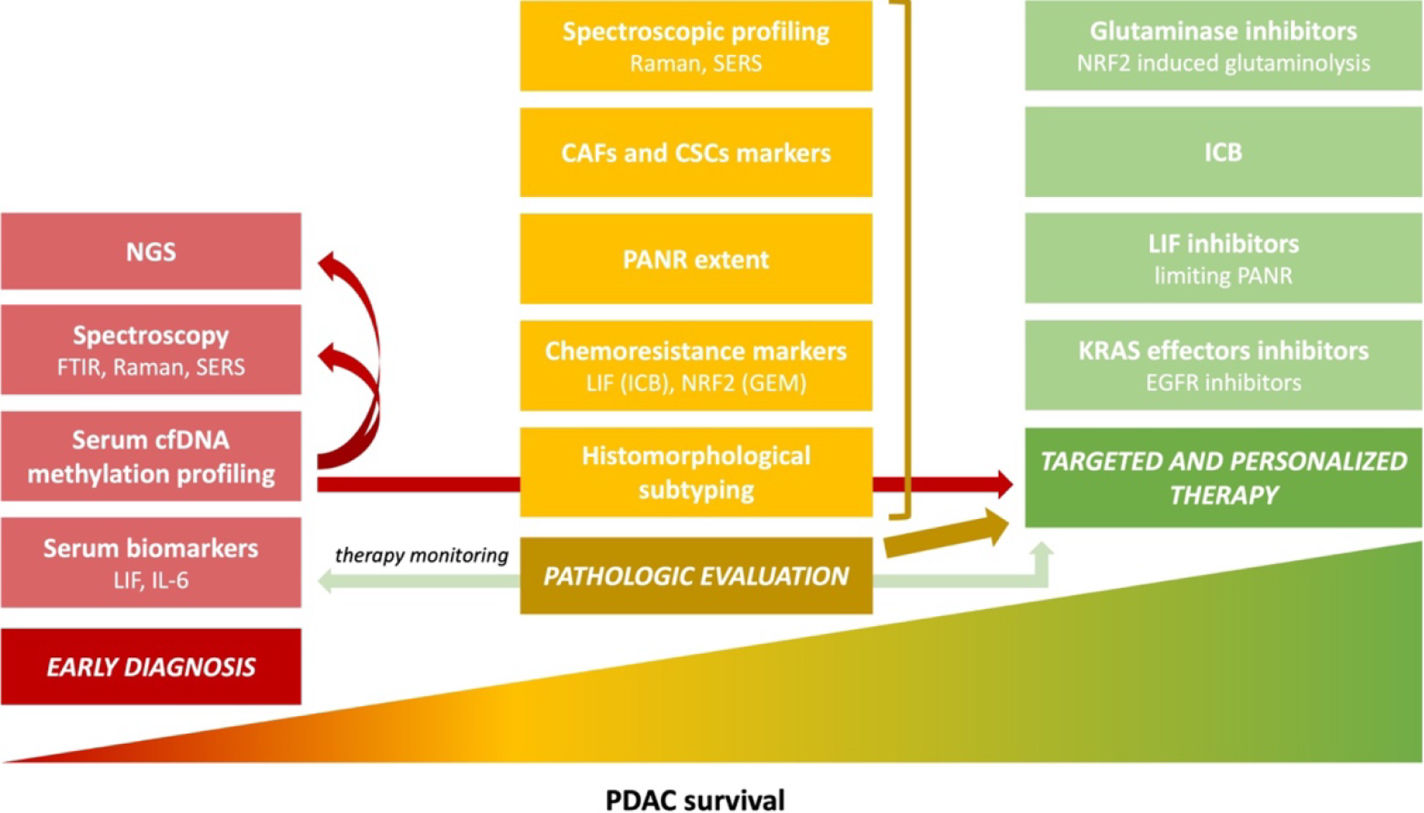 NGS
Spectroscopy
FTIR, Raman, SERS
Serum cfDNA
methylation profiling
Serum biomarkers
LIF, IL-6
EARLY DIAGNOSIS
therapy monitoring
Spectroscopic profiling
Raman, SERS
CAFs and CSCs markers
PANR extent
Chemoresistance markers
LIF (ICB), NRF2 (GEM)
Histomorphological
subtyping
PATHOLOGIC EVALUATION
Glutaminase inhibitors
NRF2 induced glutaminolysis
ICB
LIF inhibitors
limiting PANR
KRAS effectors inhibitors
EGFR inhibitors
TARGETED AND PERSONALIZED
THERAPY
PDAC survival